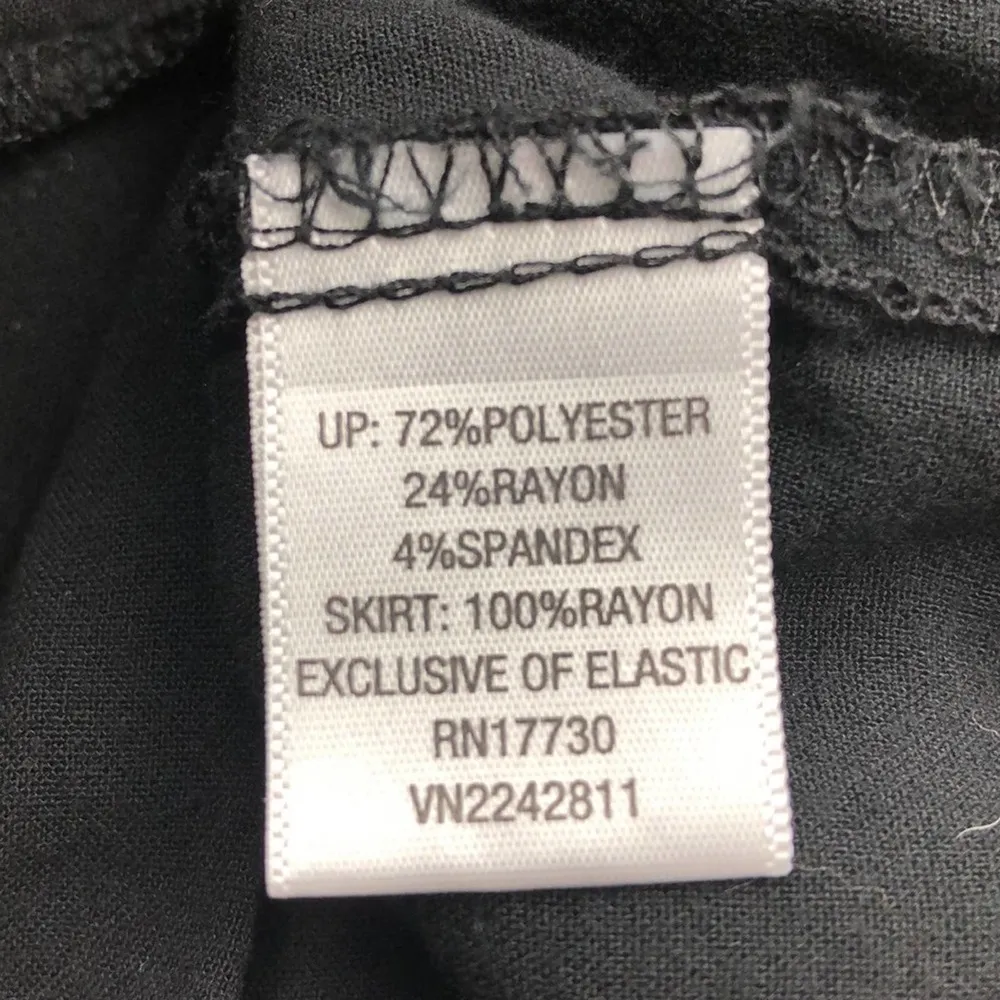 UP: 72%POLYESTER
24%RAYON
4%SPANDEX
SKIRT: 100%RAYON
EXCLUSIVE OF ELASTIC
RN17730
VN2242811